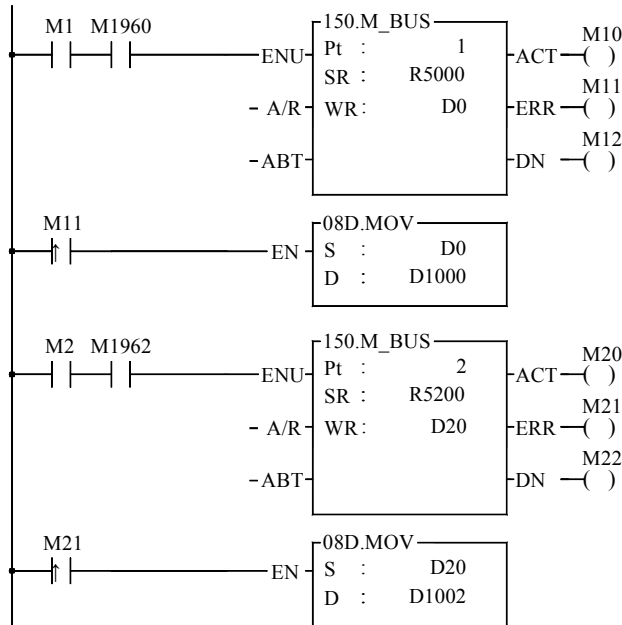 M1 M1960 150.M_BUS M10
ENU Pt : 1 ACT ( )
SR : R5000 M11
A/R WR : D0 ERR ( )
M12
ABT DN ( )
M11 08D.MOV
↑ EN S : D0
D : D1000
M2 M1962 150.M_BUS M20
ENU Pt : 2 ACT ( )
SR : R5200 M21
A/R WR : D20 ERR ( )
M22
ABT DN ( )
M21 08D.MOV
↑ EN S : D20
D : D1002